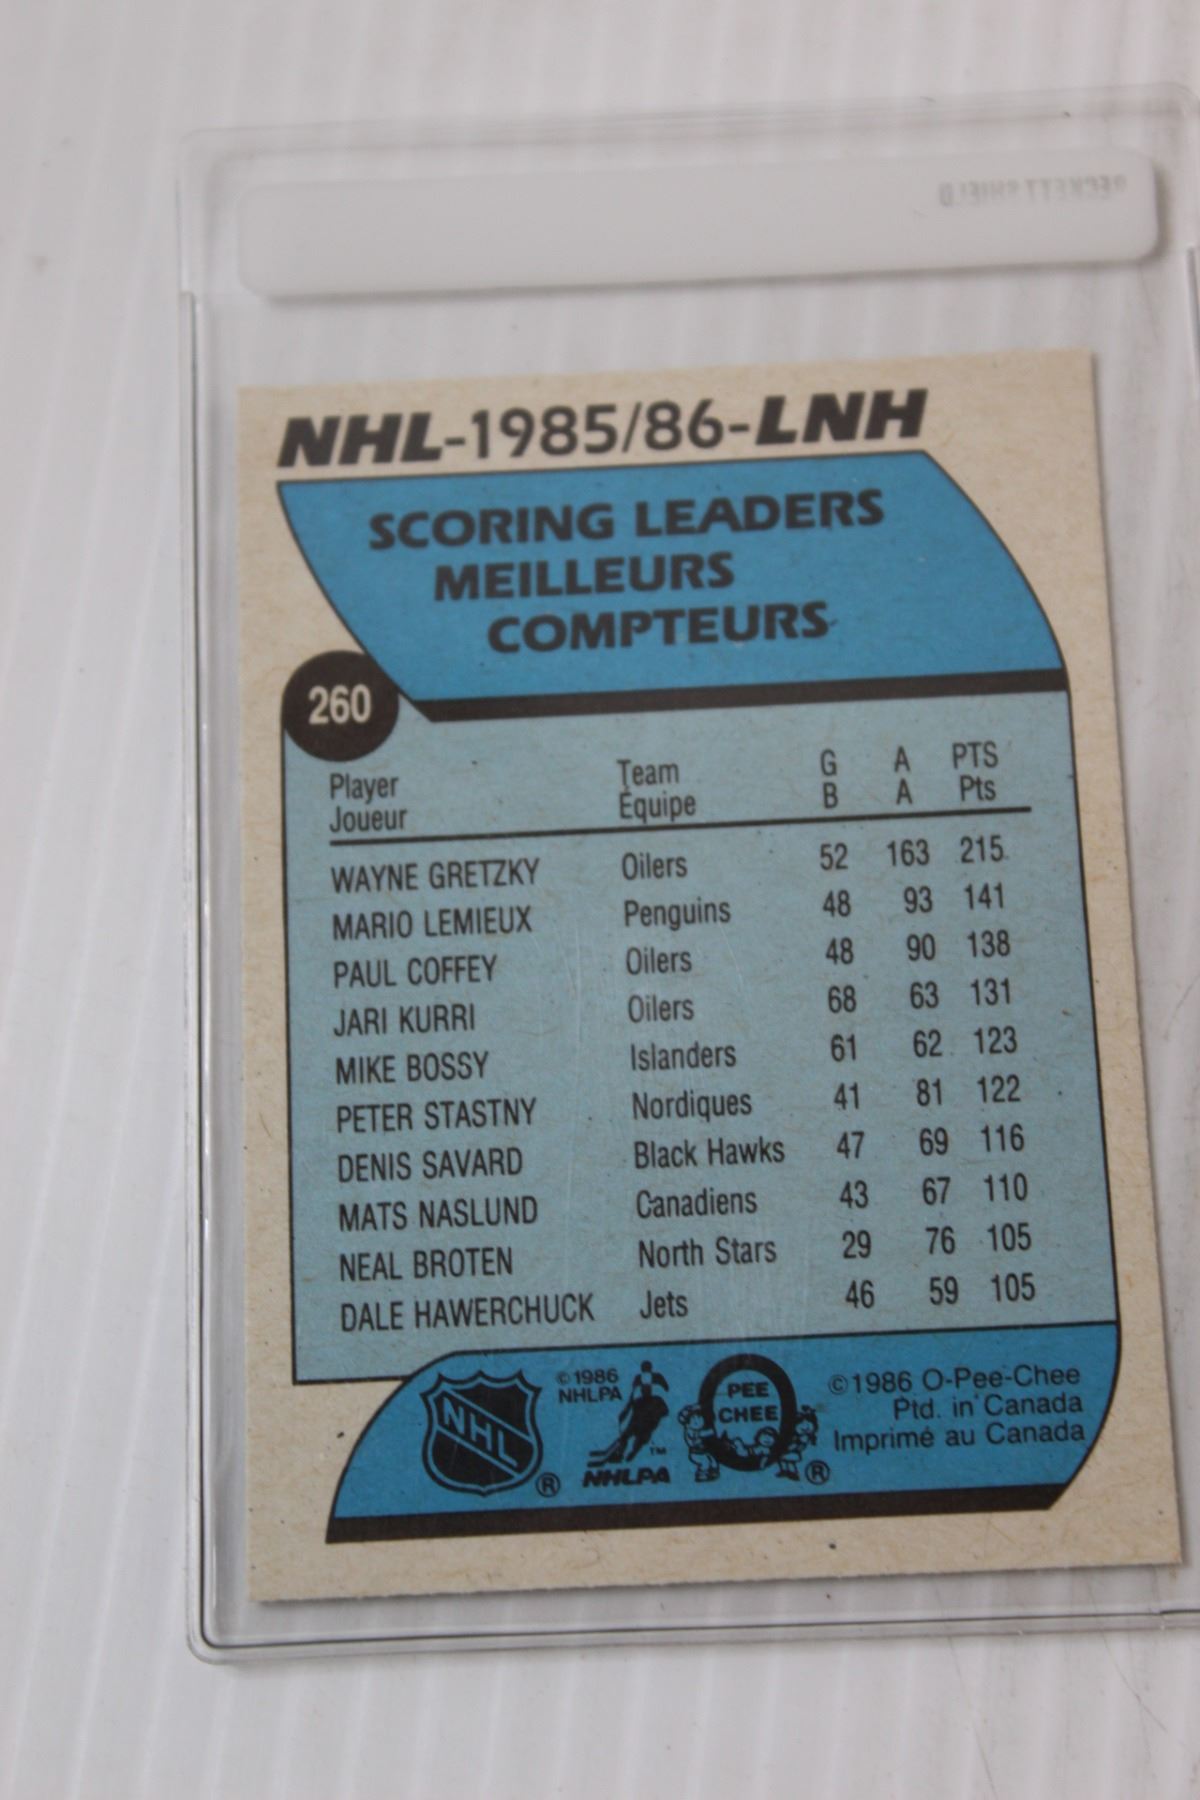 BECKETT SHIELD
NHL-1985/86-LNH
SCORING LEADERS
MEILLEURS
COMPTEURS
260
Player Team G A PTS
Joueur Équipe B A Pts
WAYNE GRETZKY Oilers 52 163 215
MARIO LEMIEUX Penguins 48 93 141
PAUL COFFEY Oilers 48 90 138
JARI KURRI Oilers 68 63 131
MIKE BOSSY Islanders 61 62 123
PETER STASTNY Nordiques 41 81 122
DENIS SAVARD Black Hawks 47 69 116
MATS NASLUND Canadiens 43 67 110
NEAL BROTEN North Stars 29 76 105
DALE HAWERCHUCK Jets 46 59 105
NHL ®
©1986
NHLPA
TM
NHLPA
O
PEE
CHEE
®
©1986 O-Pee-Chee
Ptd. in Canada
Imprimé au Canada